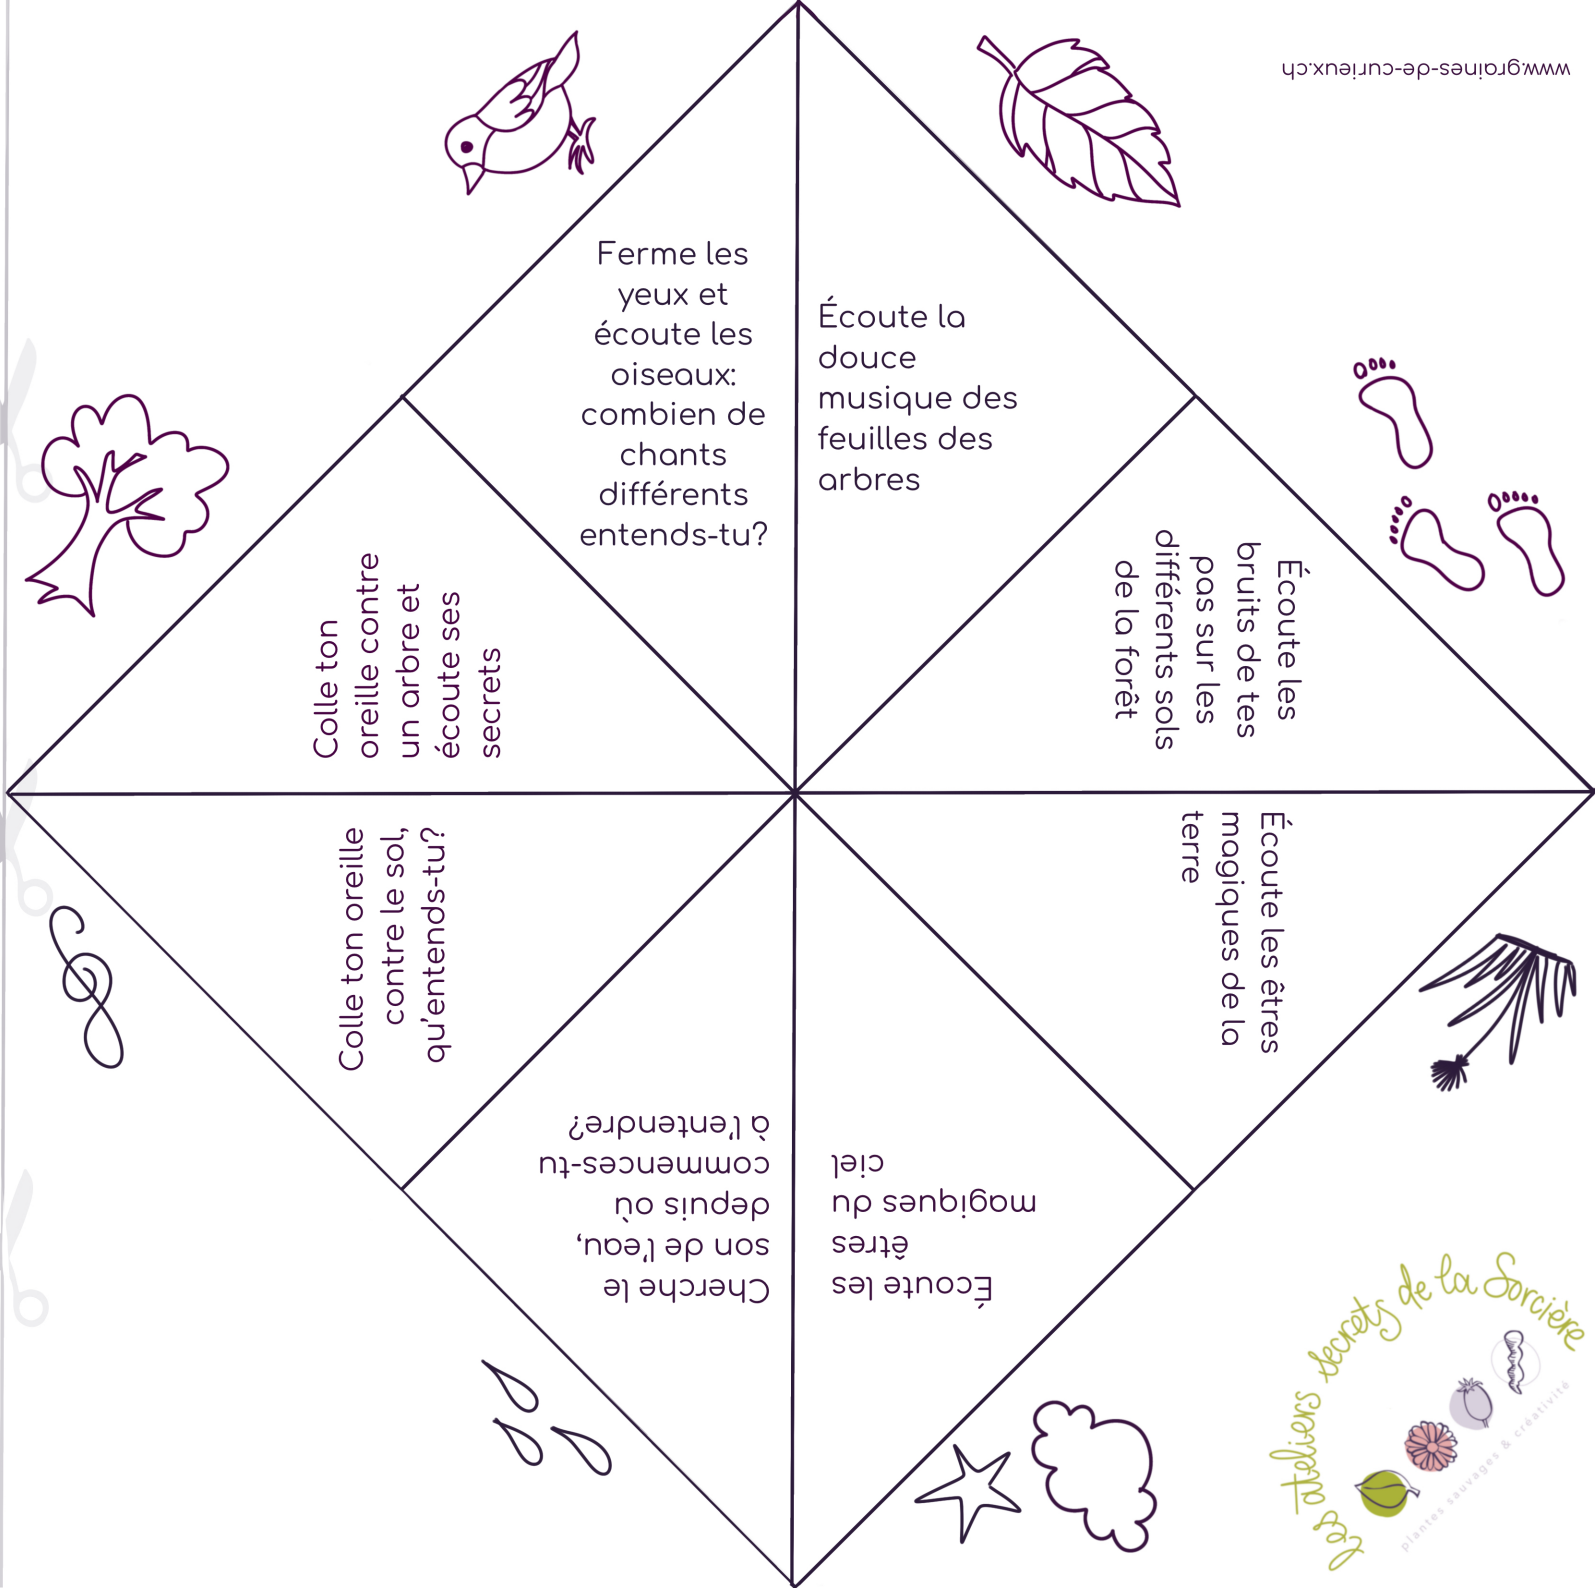 www.graines-de-curieux.ch
Ferme les
yeux et
écoute les
oiseaux:
combien de
chants
différents
entends-tu?
Écoute la
douce
musique des
feuilles des
arbres
Écoute les
bruits de tes
pas sur les
différents sols
de la forêt
Écoute les êtres
magiques de la
terre
Écoute les
êtres
magiques du
ciel
Cherche le
son de l'eau,
depuis où
commences-tu
à l'entendre?
Colle ton oreille
contre le sol,
qu'entends-tu?
Colle ton
oreille contre
un arbre et
écoute ses
secrets
Les ateliers secrets de la Sorcière
plantes sauvages & créativité